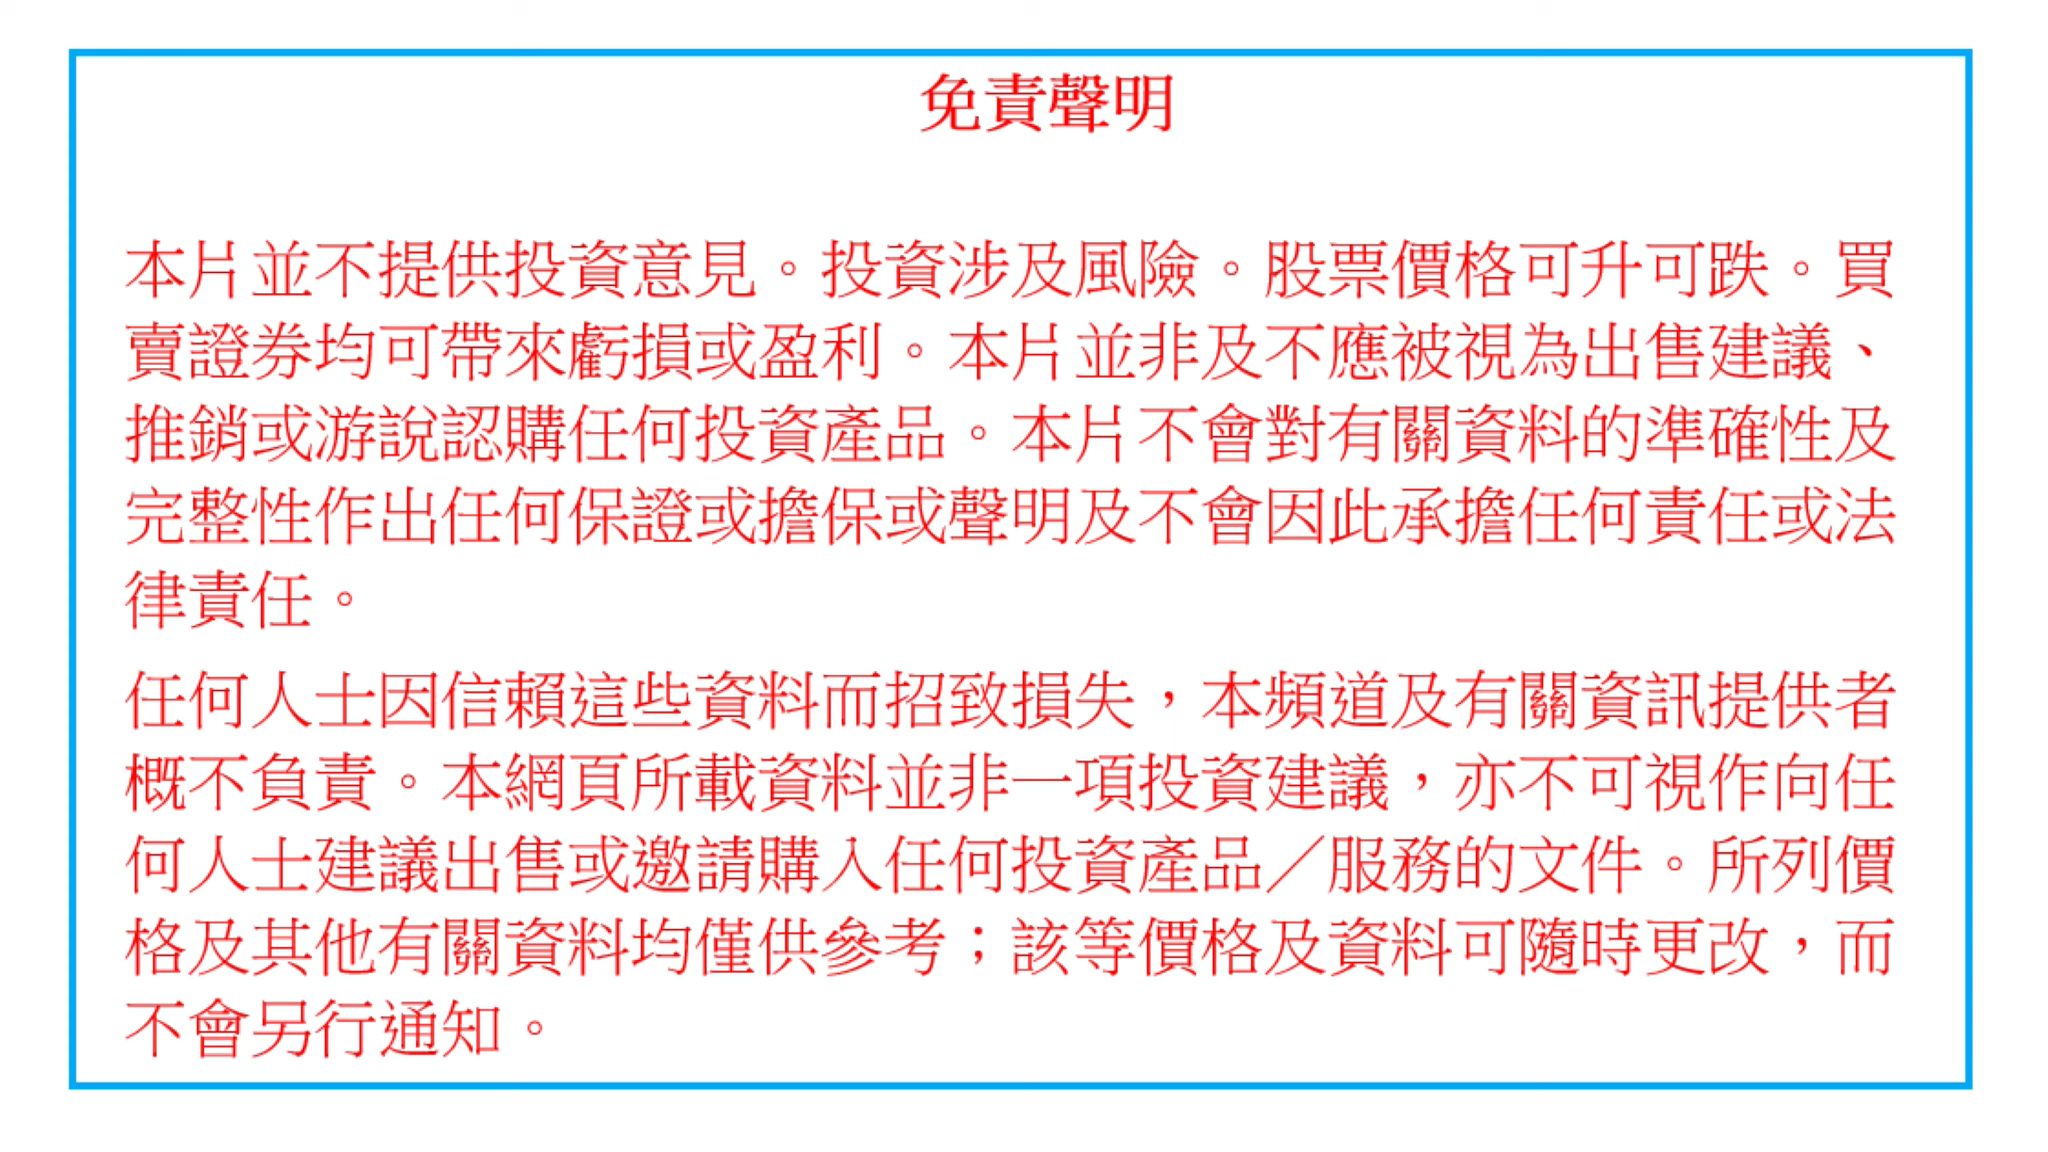 免責聲明
本片並不提供投資意見。投資涉及風險。股票價格可升可跌。買
賣證券均可帶來虧損或盈利。本片並非及不應被視為出售建議、
推銷或游說認購任何投資產品。本片不會對有關資料的準確性及
完整性作出任何保證或擔保或聲明及不會因此承擔任何責任或法
律責任。
任何人士因信賴這些資料而招致損失，本頻道及有關資訊提供者
概不負責。本網頁所載資料並非一項投資建議，亦不可視作向任
何人士建議出售或邀請購入任何投資產品／服務的文件。所列價
格及其他有關資料均僅供參考；該等價格及資料可隨時更改，而
不會另行通知。